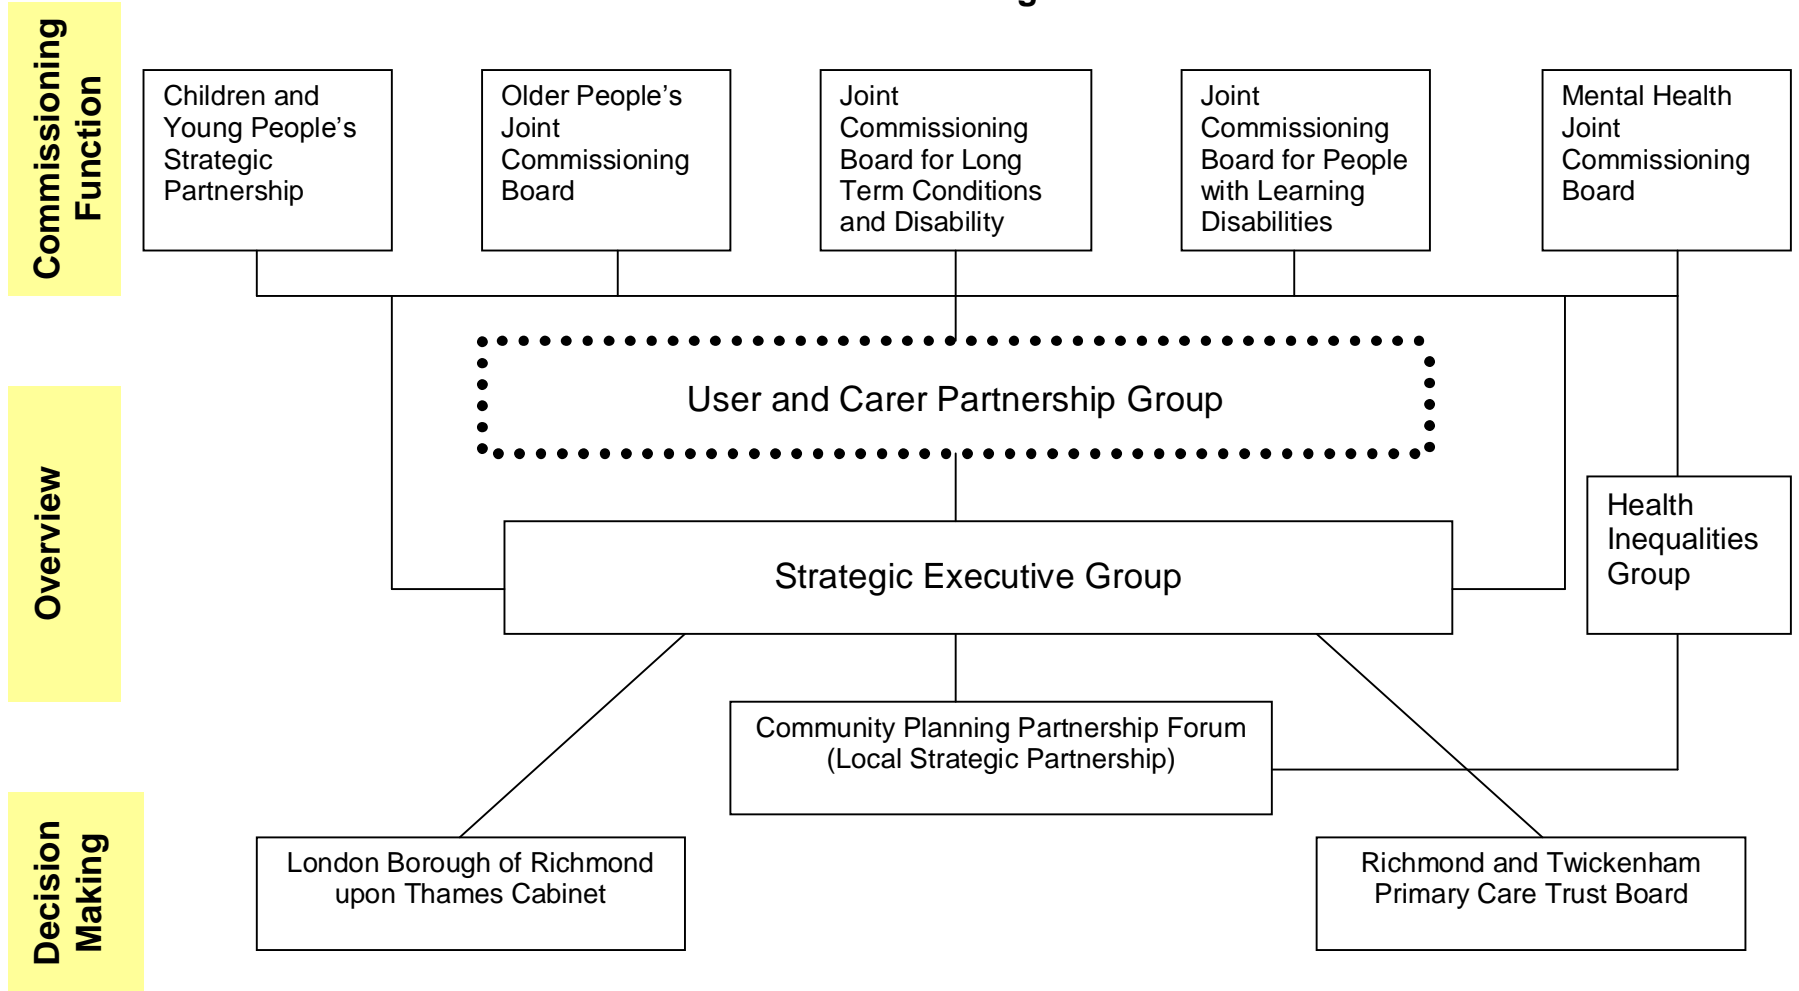 Commissioning
Function
Children and
Young People's
Strategic
Partnership
Older People's
Joint
Commissioning
Board
Joint
Commissioning
Board for Long
Term Conditions
and Disability
Joint
Commissioning
Board for People
with Learning
Disabilities
Mental Health
Joint
Commissioning
Board
Overview
User and Carer Partnership Group
Strategic Executive Group
Health
Inequalities
Group
Community Planning Partnership Forum
(Local Strategic Partnership)
Decision
Making
London Borough of Richmond
upon Thames Cabinet
Richmond and Twickenham
Primary Care Trust Board